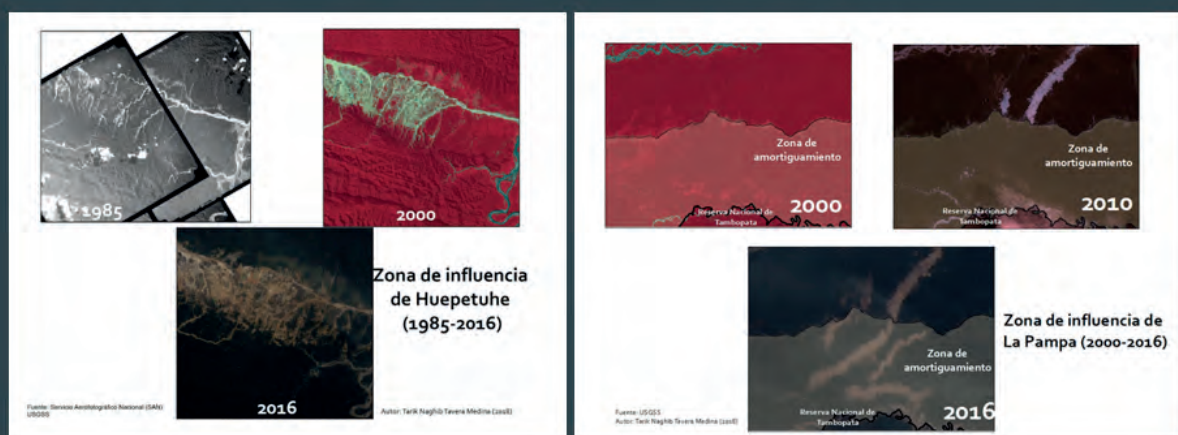 1985
2000
2016
Zona de influencia
de Huepetuhe
(1985-2016)
Fuente: Servicio Aerofotográfico Nacional (SAN)
USGSS
Autor: Tarik Naghib Tavera Medina (2018)
Zona de
amortiguamiento
Reserva Nacional de
Tambopata
2000
Zona de
amortiguamiento
Reserva Nacional de
Tambopata
2010
Zona de
amortiguamiento
Reserva Nacional de
Tambopata
2016
Zona de influencia de
La Pampa (2000-2016)
Fuente: USGSS
Autor: Tarik Naghib Tavera Medina (2018)